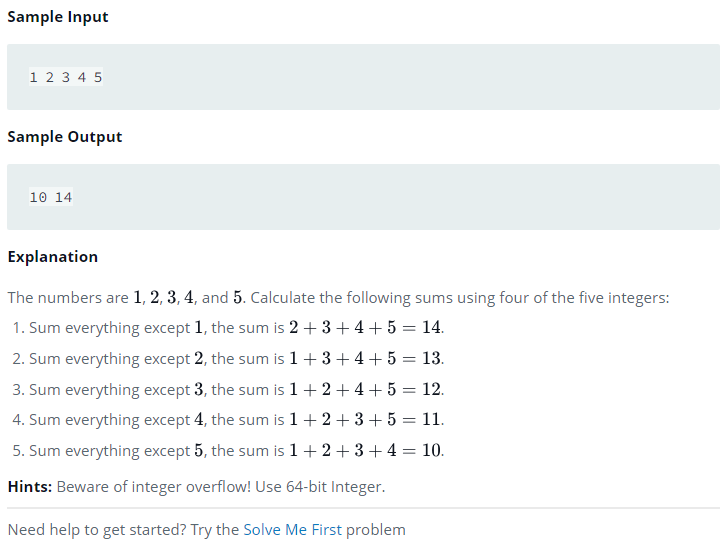 Sample Input
1 2 3 4 5
Sample Output
10 14
Explanation
The numbers are 1, 2, 3, 4, and 5. Calculate the following sums using four of the five integers:
1. Sum everything except 1, the sum is 2 + 3 + 4 + 5 = 14.
2. Sum everything except 2, the sum is 1 + 3 + 4 + 5 = 13.
3. Sum everything except 3, the sum is 1 + 2 + 4 + 5 = 12.
4. Sum everything except 4, the sum is 1 + 2 + 3 + 5 = 11.
5. Sum everything except 5, the sum is 1 + 2 + 3 + 4 = 10.
Hints: Beware of integer overflow! Use 64-bit Integer.
Need help to get started? Try the Solve Me First problem